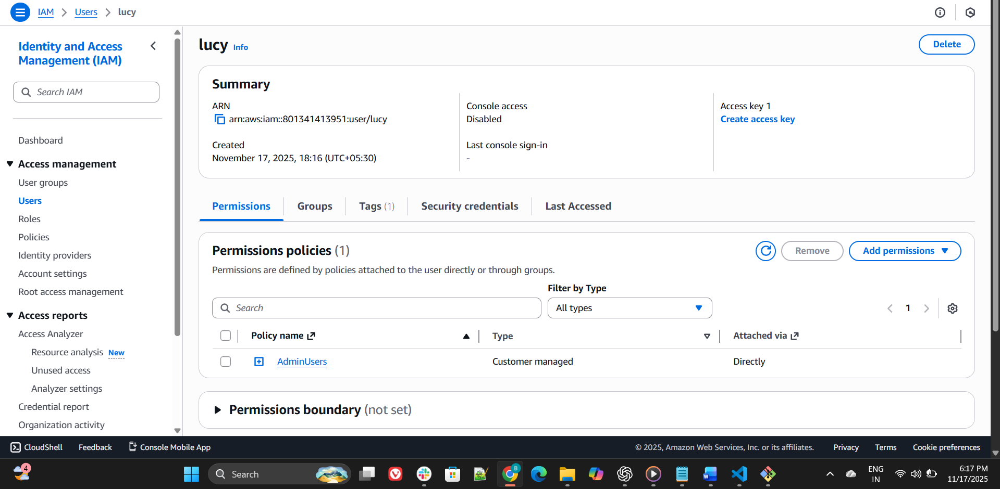 IAM > Users > lucy
Identity and Access
Management (IAM)
Search IAM
Dashboard
Access management
User groups
Users
Roles
Policies
Identity providers
Account settings
Root access management
Access reports
Access Analyzer
Resource analysis New
Unused access
Analyzer settings
Credential report
Organization activity
lucy Info
Delete
Summary
ARN
arn:aws:iam::801341413951:user/lucy
Created
November 17, 2025, 18:16 (UTC+05:30)
Console access
Disabled
Last console sign-in
-
Access key 1
Create access key
Permissions
Groups
Tags (1)
Security credentials
Last Accessed
Permissions policies (1)
Remove
Add permissions
Permissions are defined by policies attached to the user directly or through groups.
Filter by Type
Search
All types
1
Policy name
Type
Attached via
AdminUsers
Customer managed
Directly
Permissions boundary (not set)
CloudShell
Feedback
Console Mobile App
© 2025, Amazon Web Services, Inc. or its affiliates.
Privacy
Terms
Cookie preferences
4
Search
B
ENG
IN
6:17 PM
11/17/2025